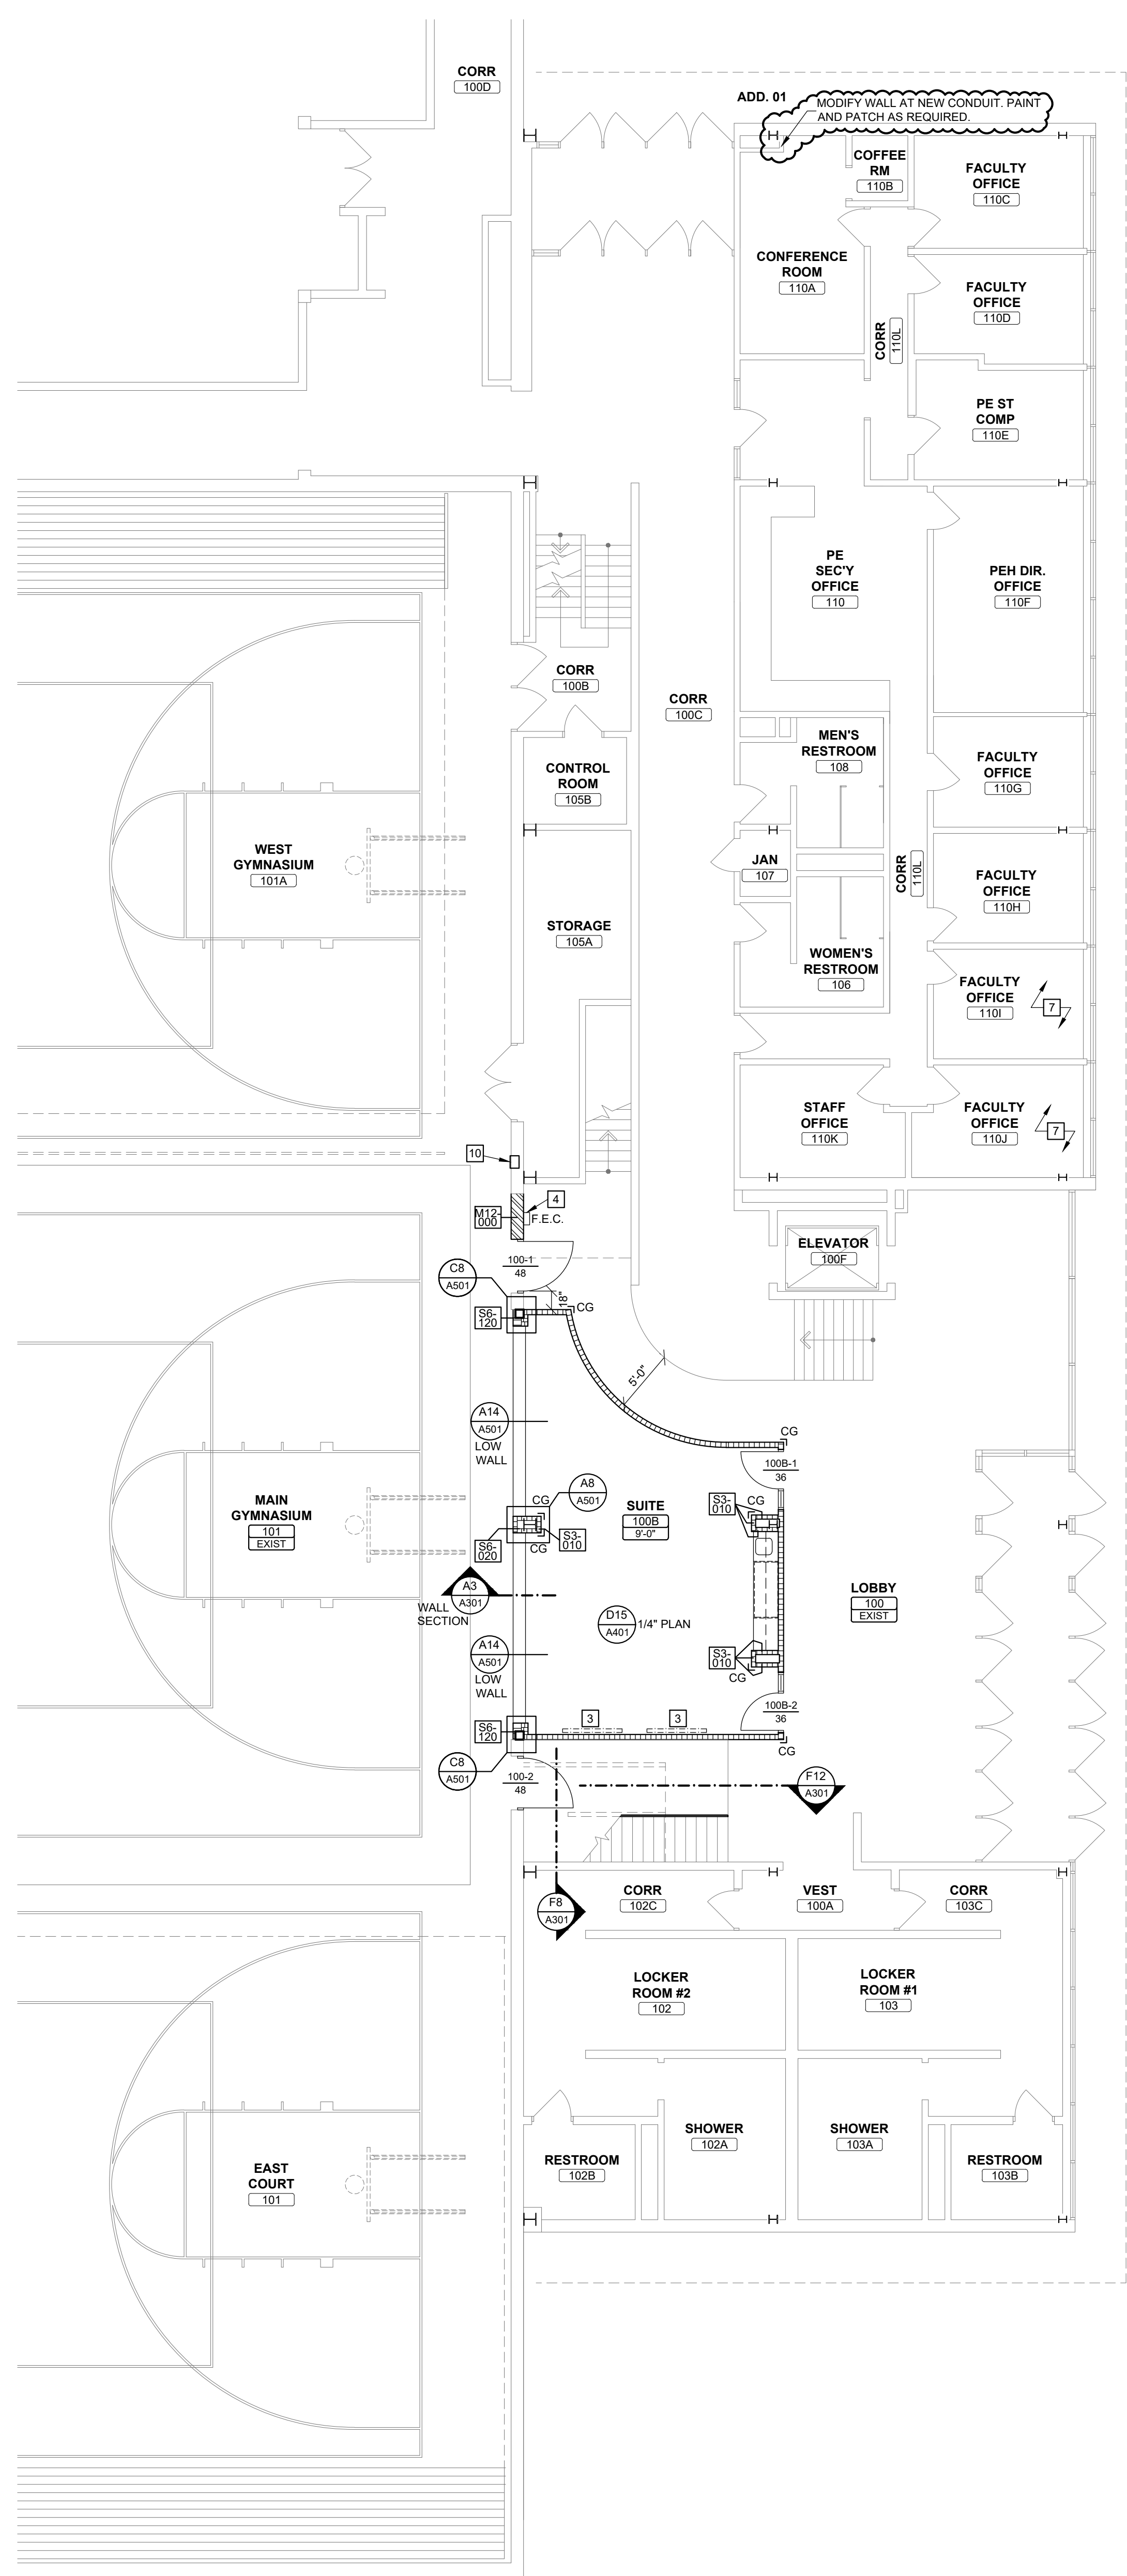 CORR
100D
ADD. 01
MODIFY WALL AT NEW CONDUIT. PAINT
AND PATCH AS REQUIRED.
COFFEE
RM
110B
FACULTY
OFFICE
110C
CONFERENCE
ROOM
110A
FACULTY
OFFICE
110D
CORR
110L
PE ST
COMP
110E
PE
SEC'Y
OFFICE
110
PEH DIR.
OFFICE
110F
CORR
100B
CORR
100C
MEN'S
RESTROOM
108
FACULTY
OFFICE
110G
CONTROL
ROOM
105B
WEST
GYMNASIUM
101A
JAN
107
CORR
110L
FACULTY
OFFICE
110H
STORAGE
105A
WOMEN'S
RESTROOM
106
FACULTY
OFFICE
110I
7
STAFF
OFFICE
110K
FACULTY
OFFICE
110J
7
10
4
M12-
000
F.E.C.
ELEVATOR
100F
100-1
48
C8
A501
18"
CG
S6-
120
5'-0"
A14
A501
LOW
WALL
CG
100B-1
36
A8
A501
CG
S3-
010
CG
MAIN
GYMNASIUM
101
EXIST
SUITE
100B
9'-0"
S6-
020
S3-
010
CG
A3
A301
WALL
SECTION
LOBBY
100
EXIST
D15
A401
1/4" PLAN
A14
A501
LOW
WALL
S3-
010
CG
3
3
100B-2
36
S6-
120
CG
C8
A501
100-2
48
F12
A301
CORR
102C
VEST
100A
CORR
103C
F8
A301
LOCKER
ROOM #2
102
LOCKER
ROOM #1
103
SHOWER
102A
SHOWER
103A
RESTROOM
102B
RESTROOM
103B
EAST
COURT
101